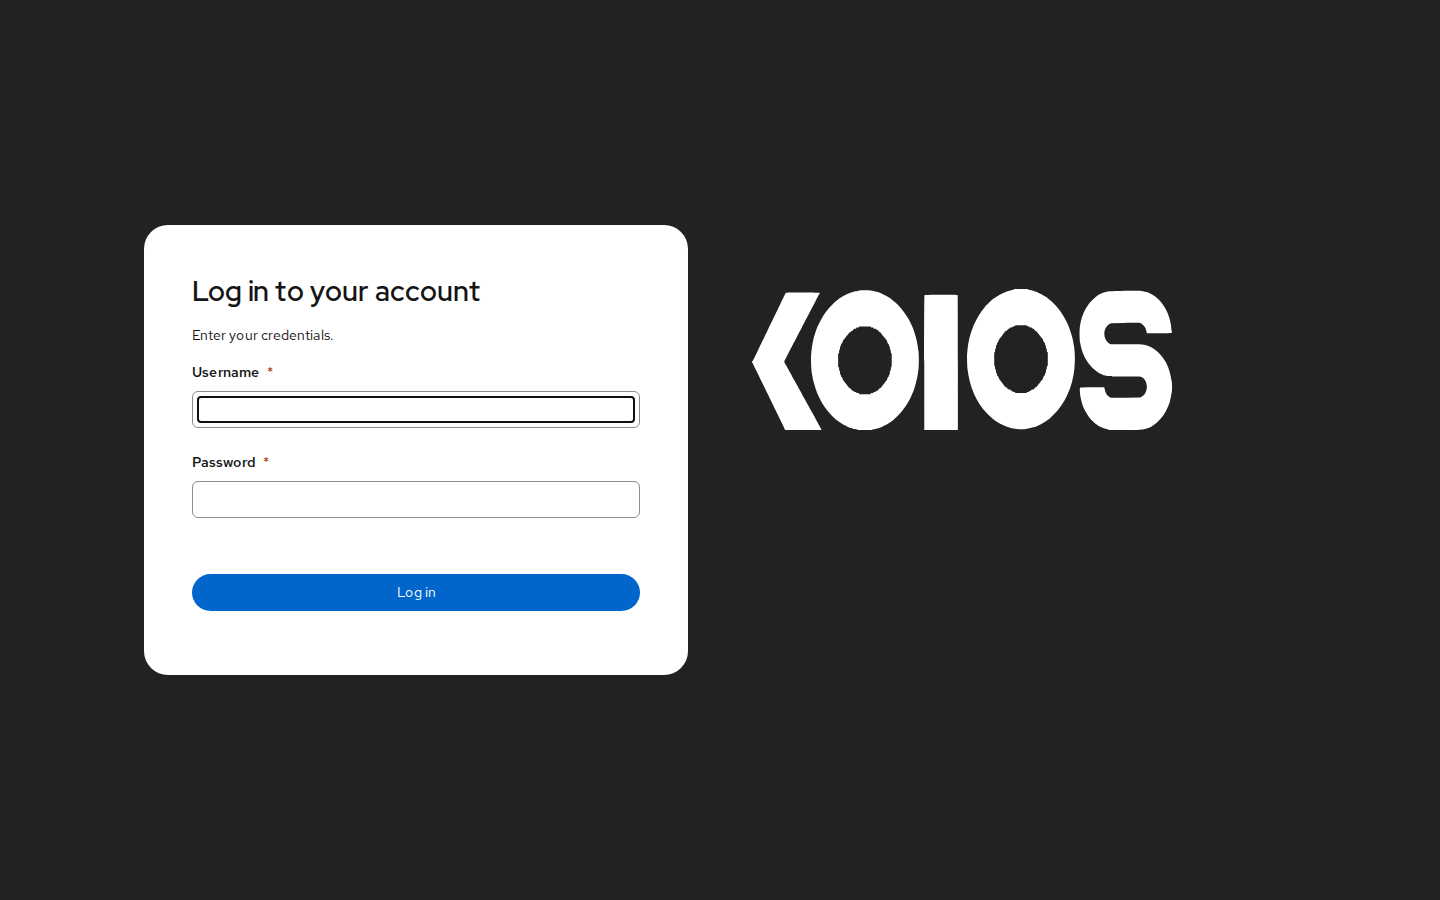 Log in to your account
Enter your credentials.
Username *
Password *
Log in
KOIOS